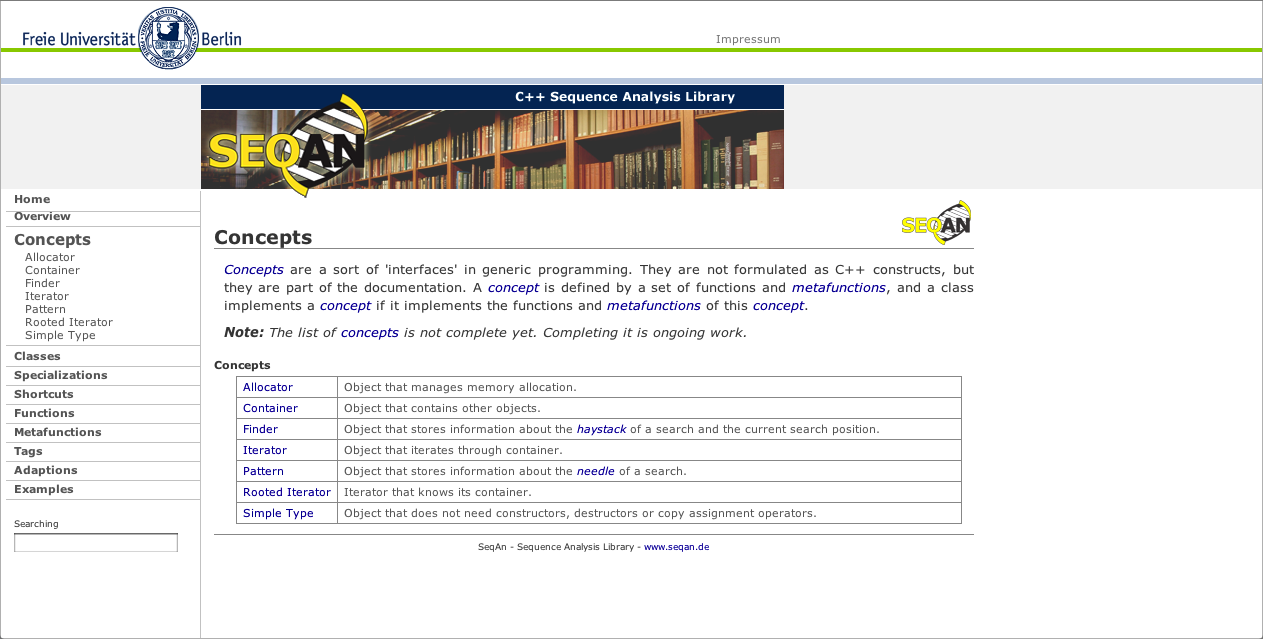 Freie Universität Berlin
Impressum
C++ Sequence Analysis Library
SEQAN
Home
Overview
Concepts
Allocator
Container
Finder
Iterator
Pattern
Rooted Iterator
Simple Type
Classes
Specializations
Shortcuts
Functions
Metafunctions
Tags
Adaptions
Examples
Searching
SEQAN
Concepts
Concepts are a sort of 'interfaces' in generic programming. They are not formulated as C++ constructs, but
they are part of the documentation. A concept is defined by a set of functions and metafunctions, and a class
implements a concept if it implements the functions and metafunctions of this concept.
Note: The list of concepts is not complete yet. Completing it is ongoing work.
Concepts
Allocator Object that manages memory allocation.
Container Object that contains other objects.
Finder Object that stores information about the haystack of a search and the current search position.
Iterator Object that iterates through container.
Pattern Object that stores information about the needle of a search.
Rooted Iterator Iterator that knows its container.
Simple Type Object that does not need constructors, destructors or copy assignment operators.
SeqAn - Sequence Analysis Library - www.seqan.de